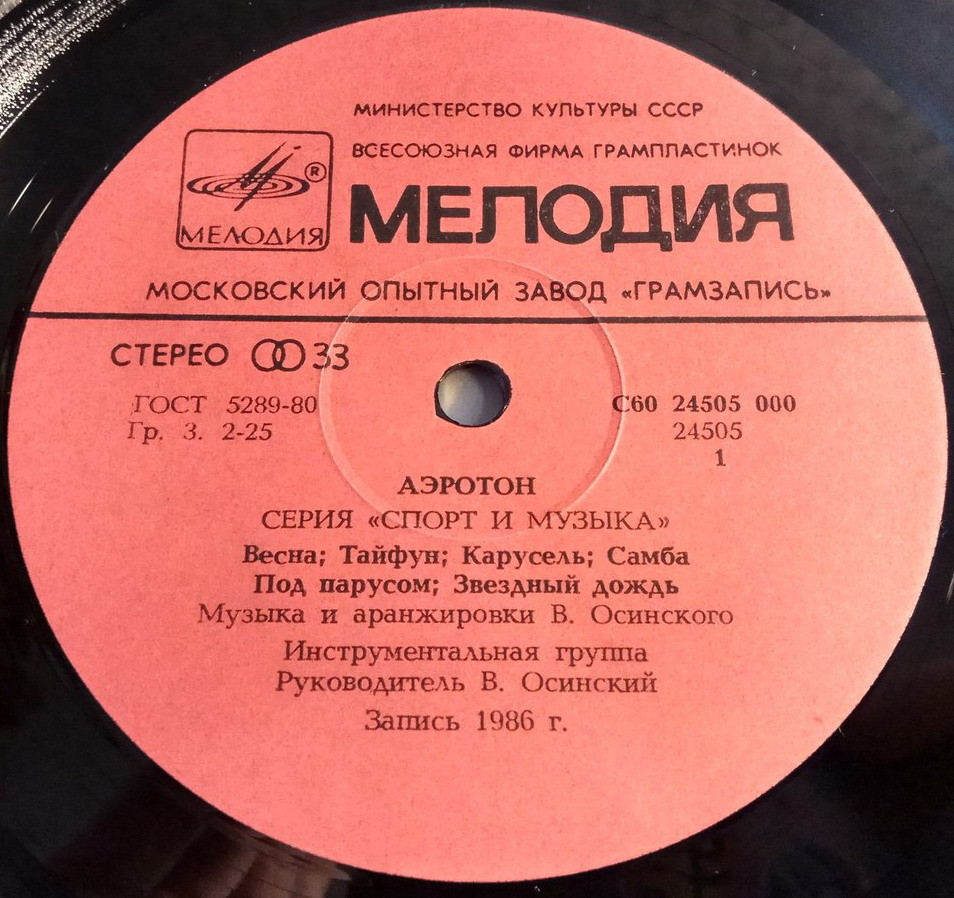 МИНИСТЕРСТВО КУЛЬТУРЫ СССР
ВСЕСОЮЗНАЯ ФИРМА ГРАМПЛАСТИНОК
МЕЛОДИЯ ®
МЕЛОДИЯ
МОСКОВСКИЙ ОПЫТНЫЙ ЗАВОД «ГРАМЗАПИСЬ»
СТЕРЕО 33
ГОСТ 5289-80
Гр. 3. 2-25
С60 24505 000
24505
1
АЭРОТОН
СЕРИЯ «СПОРТ И МУЗЫКА»
Весна; Тайфун; Карусель; Самба
Под парусом; Звездный дождь
Музыка и аранжировки В. Осинского
Инструментальная группа
Руководитель В. Осинский
Запись 1986 г.